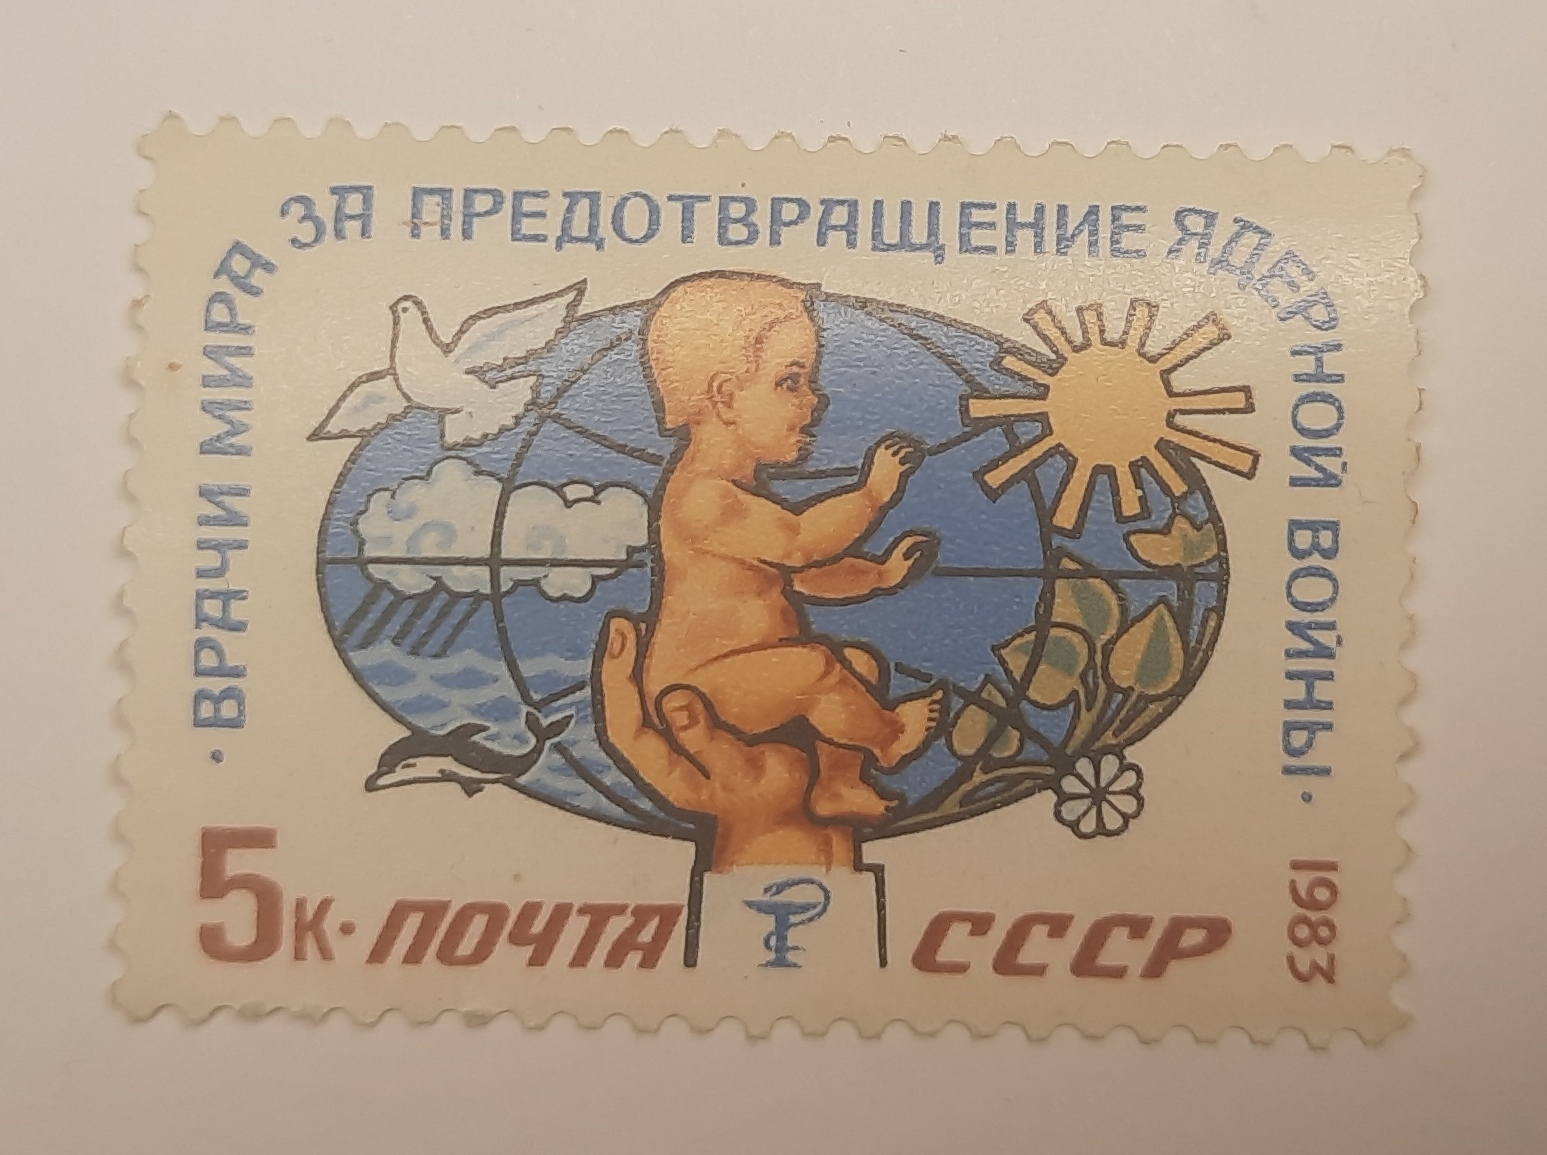 · ВРАЧИ МИРА ЗА ПРЕДОТВРАЩЕНИЕ ЯДЕРНОЙ ВОЙНЫ ·
5к· ПОЧТА СССР
1983